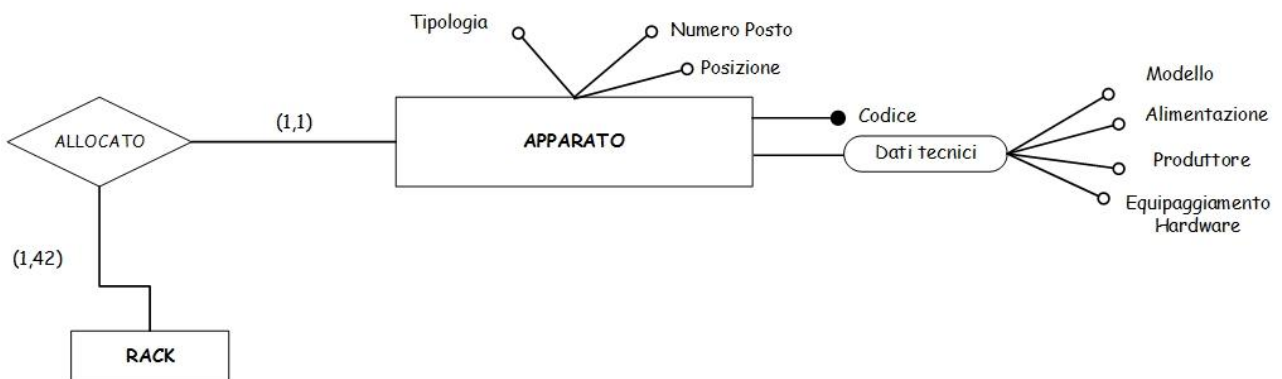 Tipologia
Numero Posto
Posizione
Modello
(1,1)
Codice
Alimentazione
ALLOCATO
APPARATO
Dati tecnici
Produttore
Equipaggiamento
Hardware
(1,42)
RACK